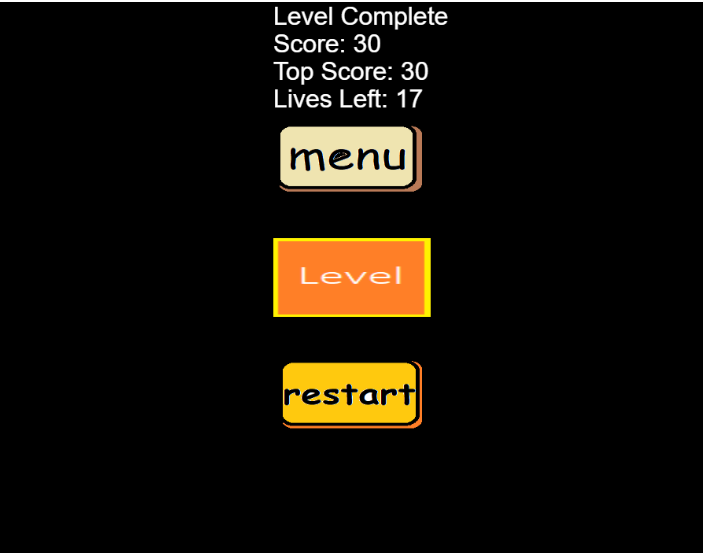 Level Complete
Score: 30
Top Score: 30
Lives Left: 17
menu
Level
restart